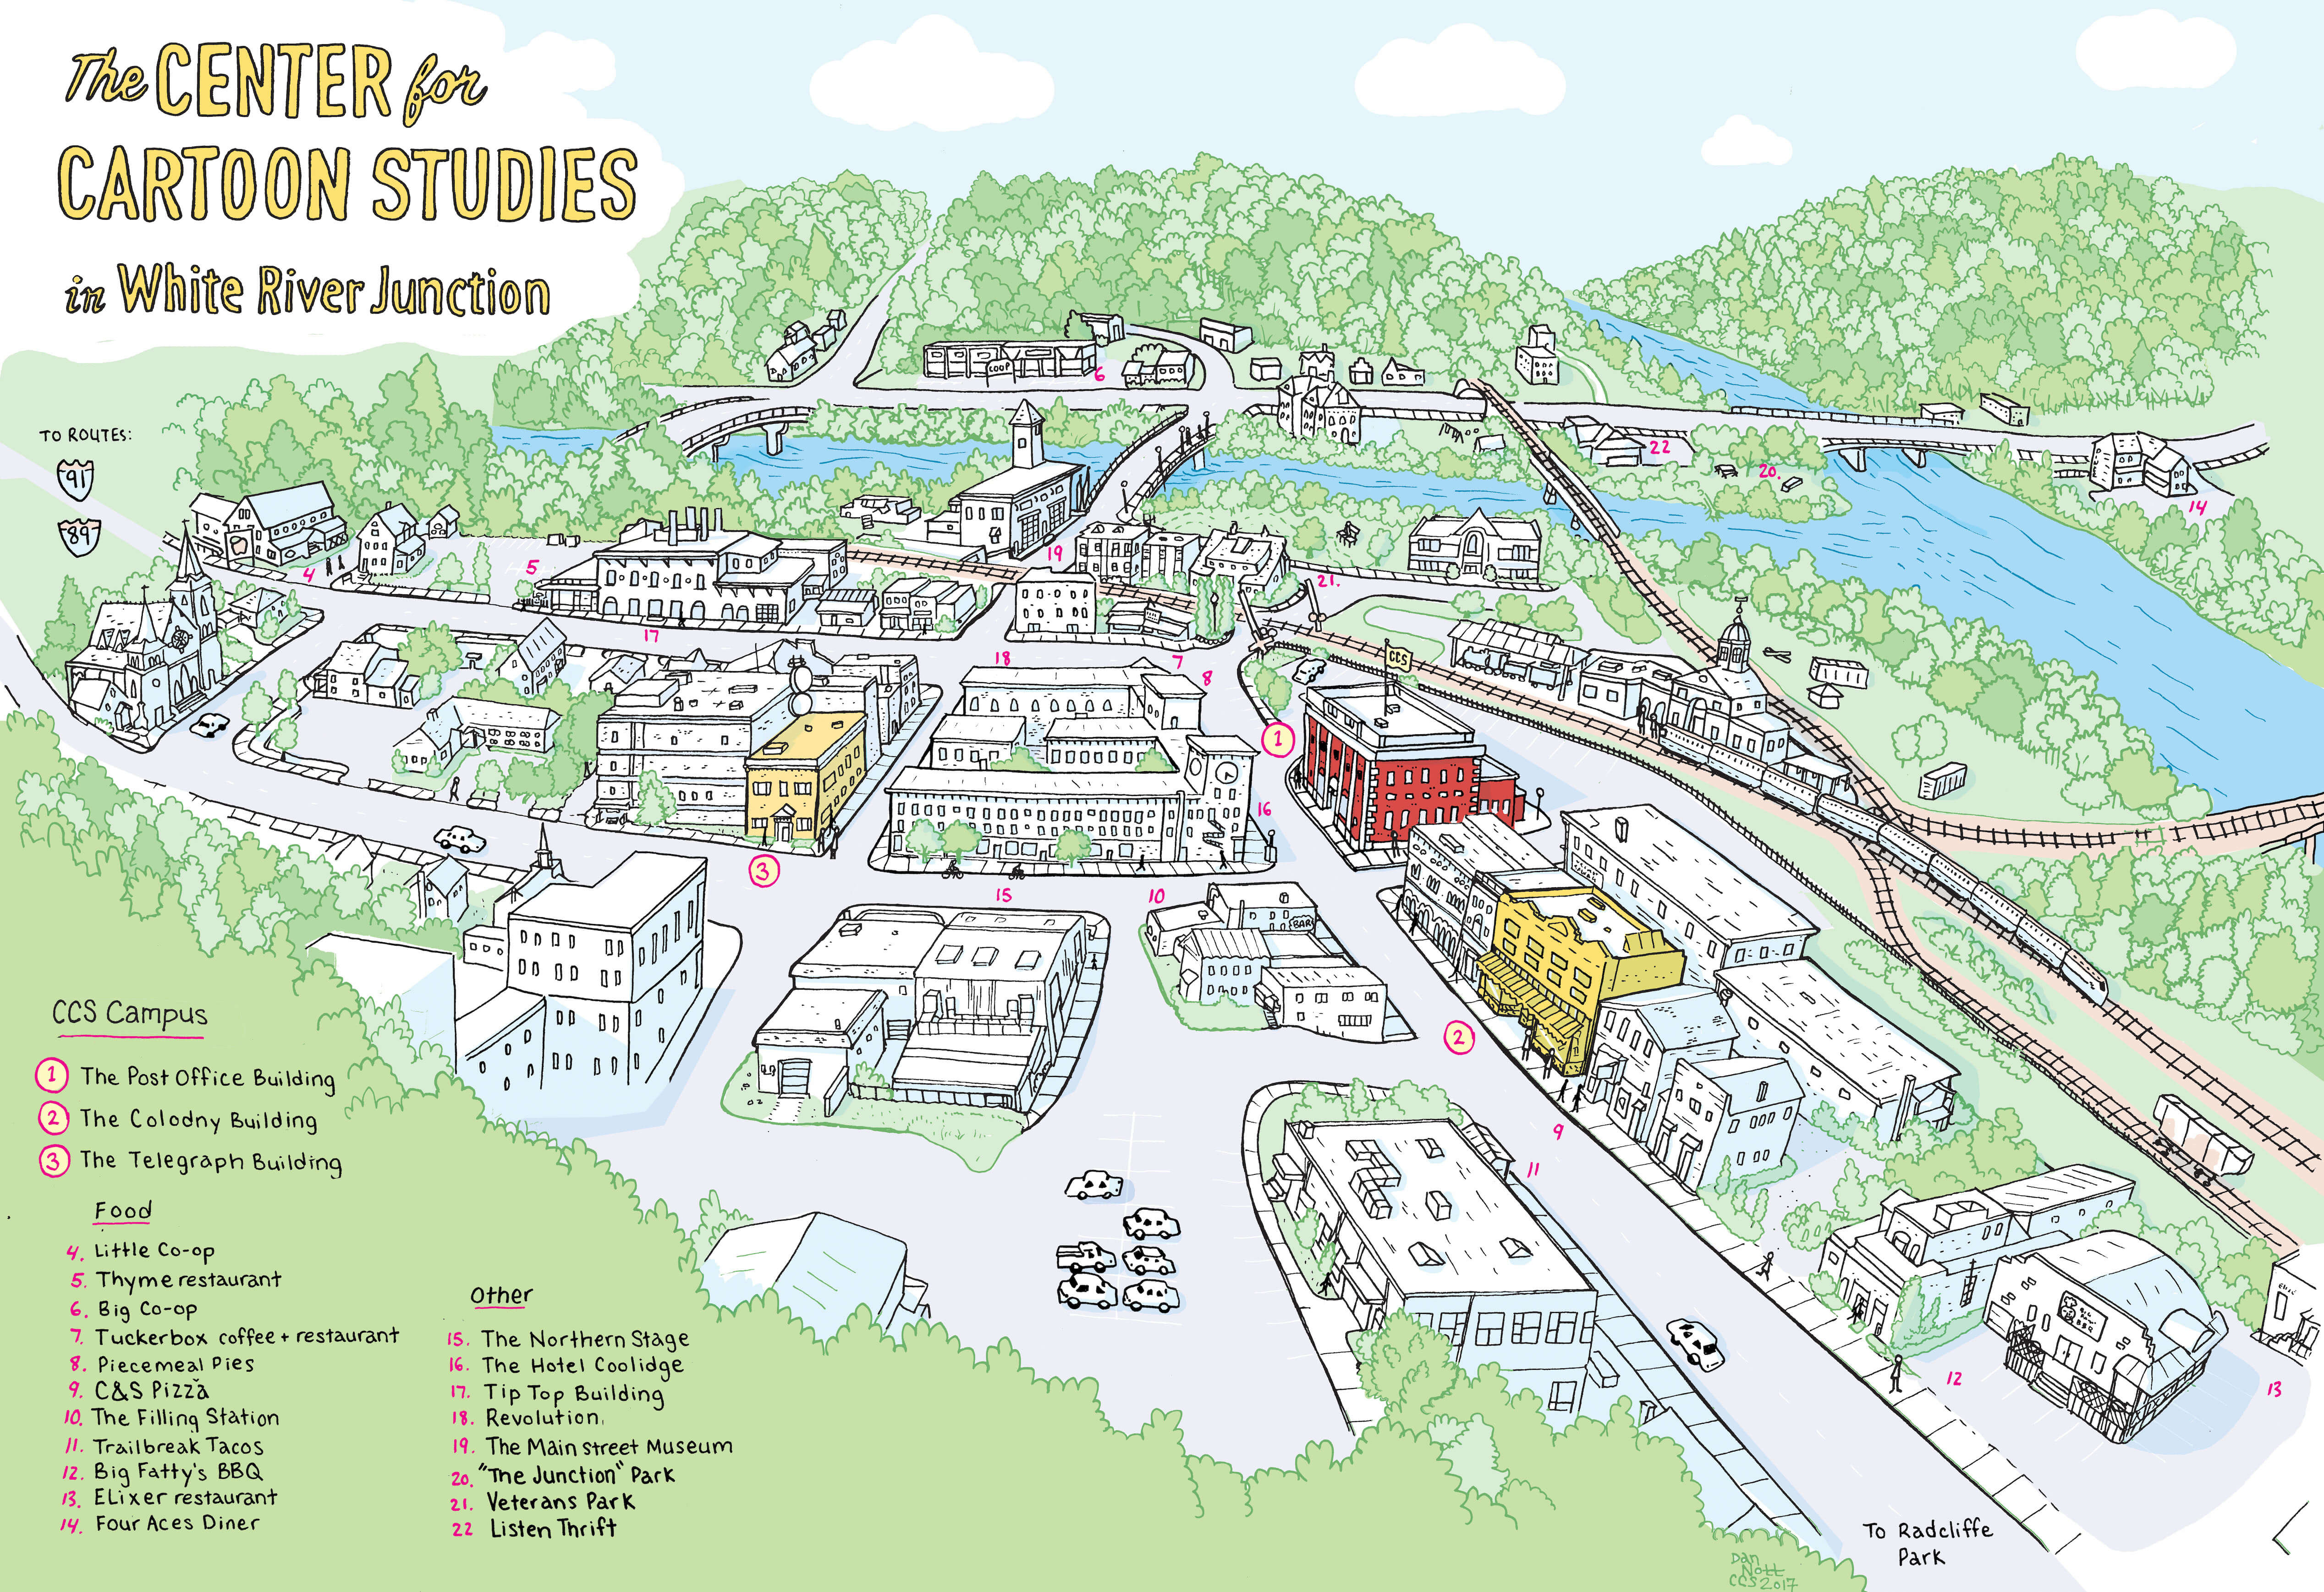 The CENTER for
CARTOON STUDIES
in White River Junction
TO ROUTES:
91
89
COOP
6
22
20.
14
4
5
19
21.
17
18
7
8
CCS
1
16
3
15
10
BAR
2
9
11
12
13
BBQ
CCS Campus
1 The Post Office Building
2 The Colodny Building
3 The Telegraph Building
Food
4. Little Co-op
5. Thyme restaurant
6. Big Co-op
7. Tuckerbox coffee + restaurant
8. Piecemeal Pies
9. C&S Pizza
10. The Filling Station
11. Trailbreak Tacos
12. Big Fatty's BBQ
13. ELixer restaurant
14. Four Aces Diner
Other
15. The Northern Stage
16. The Hotel Coolidge
17. Tip Top Building
18. Revolution
19. The Main street Museum
20. "The Junction" Park
21. Veterans Park
22 Listen Thrift
To Radcliffe
Park
Dan
Nott
CCS 2017